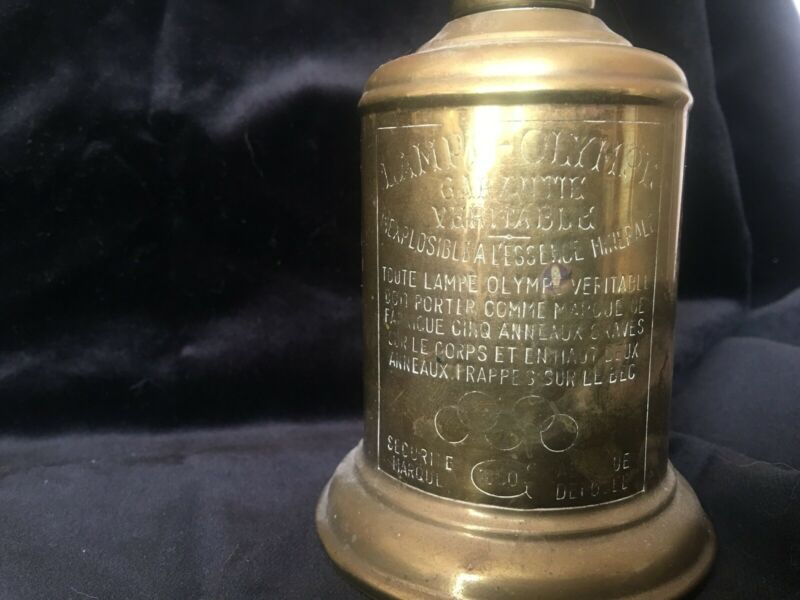 LAMPE OLYMPE
GARANTIE
VERITABLE
INEXPLOSIBLE A L'ESSENCE MINERALE
TOUTE LAMPE OLYMPE VERITABLE
DOIT PORTER COMME MARQUE DE
FABRIQUE CINQ ANNEAUX GRAVES
SUR LE CORPS ET EN HAUT DEUX
ANNEAUX FRAPPES SUR LE BEC
SECURITE
MARQUE DEPOSEE